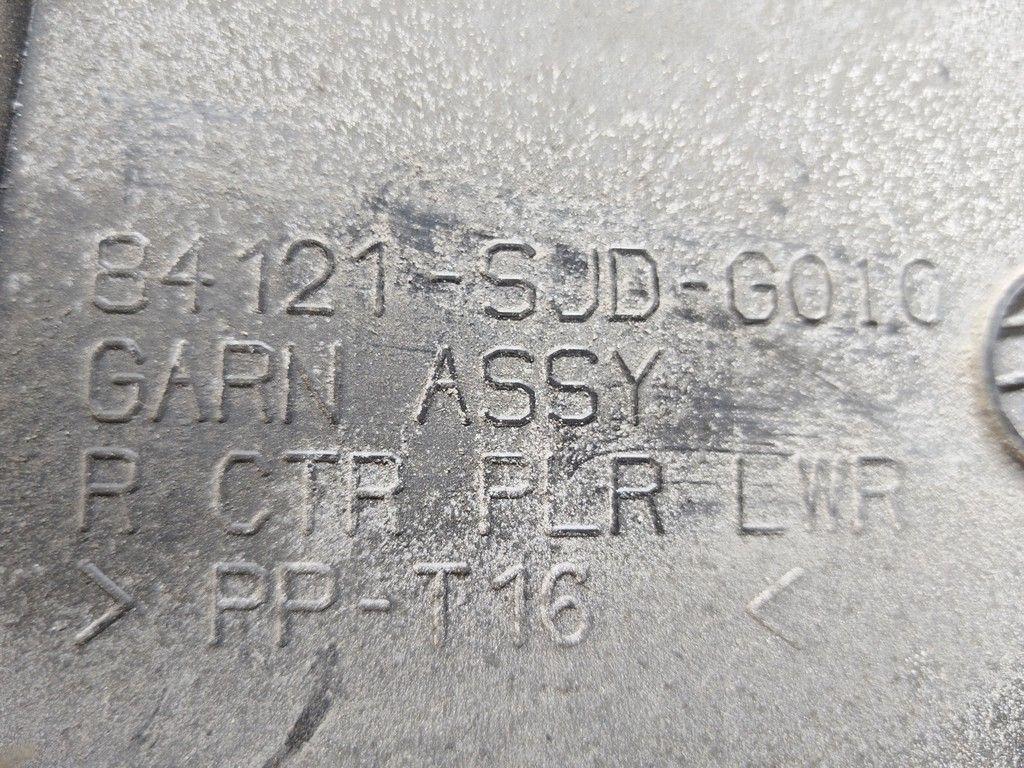 84121-SJD-G010
GARN ASSY
R CTR PLR LWR
> PP-T16 <